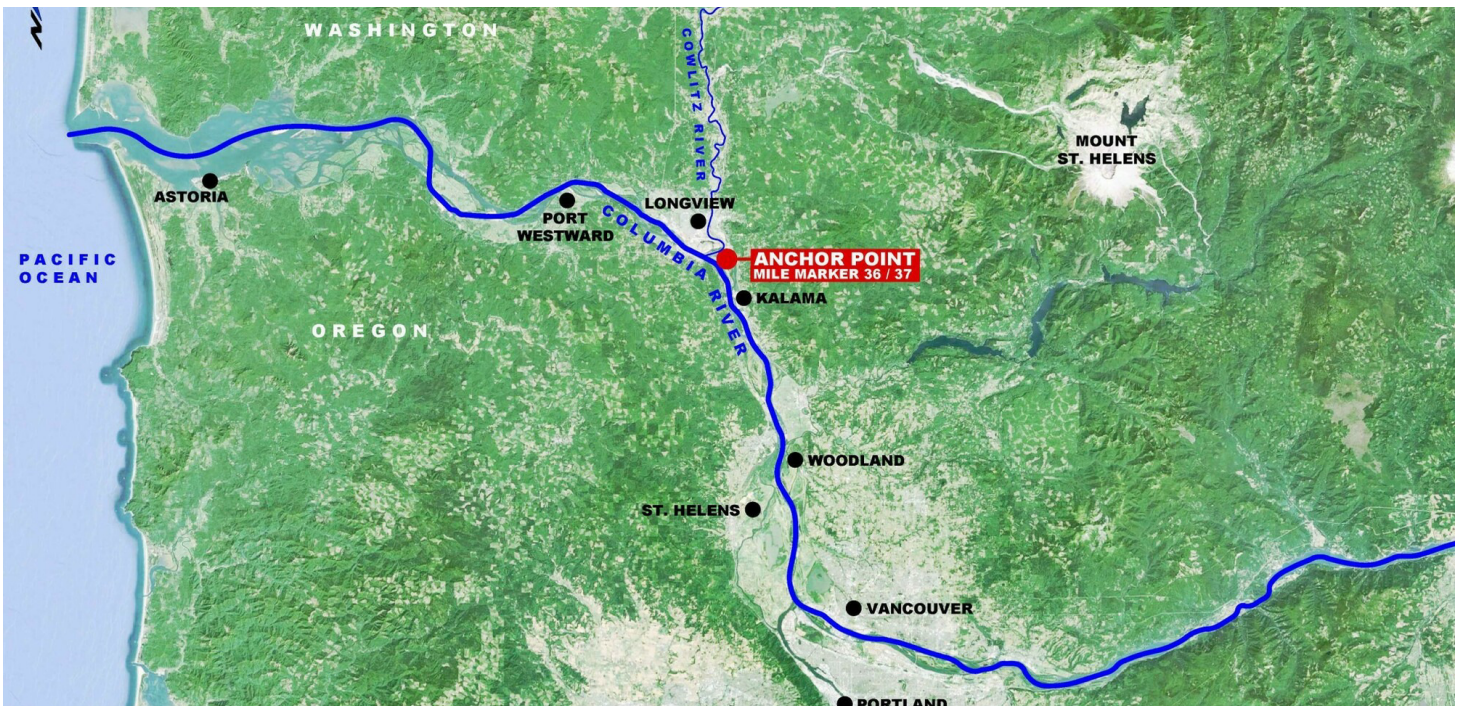 WASHINGTON
COWLITZ RIVER
MOUNT
ST. HELENS
ASTORIA
LONGVIEW
PORT
WESTWARD
COLUMBIA RIVER
PACIFIC
OCEAN
ANCHOR POINT
MILE MARKER 36 / 37
KALAMA
OREGON
WOODLAND
ST. HELENS
VANCOUVER
PORTLAND